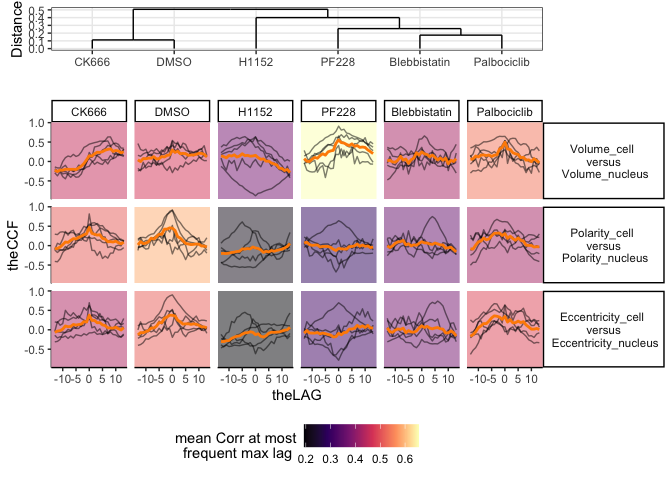 Distance
0.5
0.4
0.3
0.2
0.1
0.0
CK666 DMSO H1152 PF228 Blebbistatin Palbociclib
CK666 DMSO H1152 PF228 Blebbistatin Palbociclib
theCCF
1.0
0.5
0.0
-0.5
Volume_cell
versus
Volume_nucleus
1.0
0.5
0.0
-0.5
Polarity_cell
versus
Polarity_nucleus
1.0
0.5
0.0
-0.5
Eccentricity_cell
versus
Eccentricity_nucleus
-10 -5 0 5 10 -10 -5 0 5 10 -10 -5 0 5 10 -10 -5 0 5 10 -10 -5 0 5 10 -10 -5 0 5 10
theLAG
mean Corr at most
frequent max lag
0.2 0.3 0.4 0.5 0.6